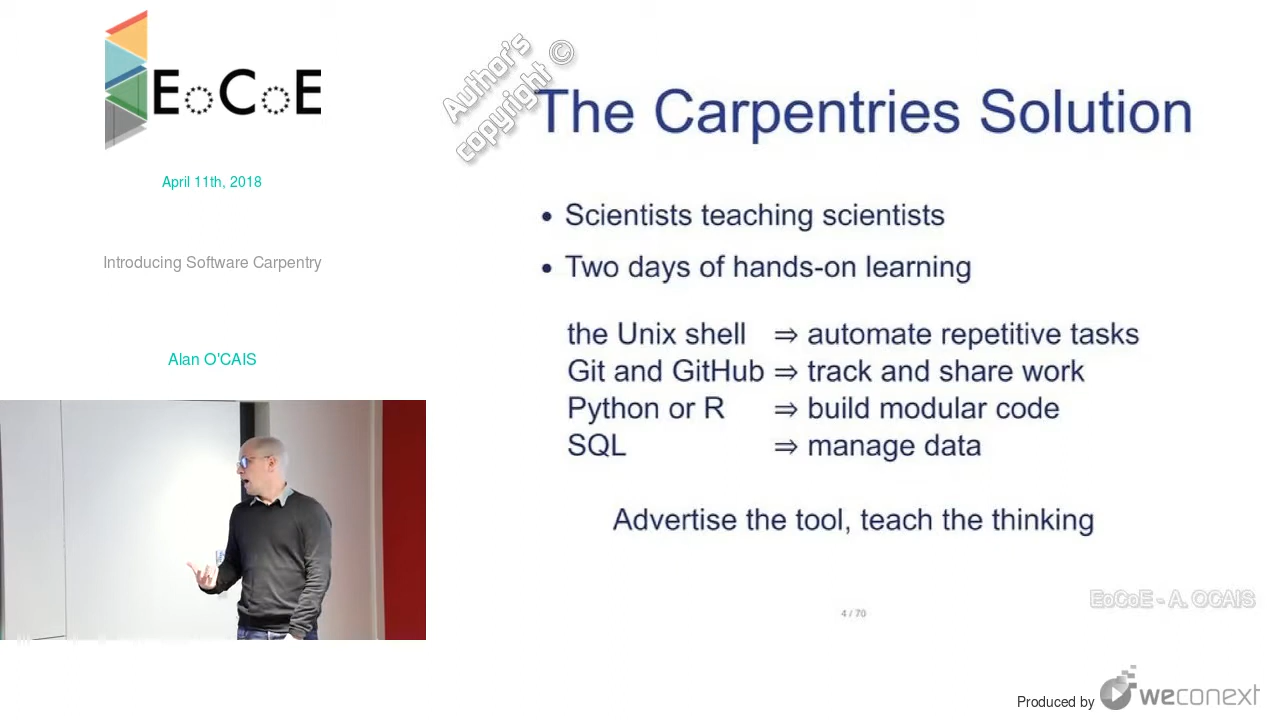 EoCoE
April 11th, 2018
Introducing Software Carpentry
Alan O'CAIS
Author's
copyright ©
The Carpentries Solution
• Scientists teaching scientists
• Two days of hands-on learning
the Unix shell ⇒ automate repetitive tasks
Git and GitHub ⇒ track and share work
Python or R ⇒ build modular code
SQL ⇒ manage data
Advertise the tool, teach the thinking
EoCoE - A. OCAIS
4 / 70
Produced by weconext